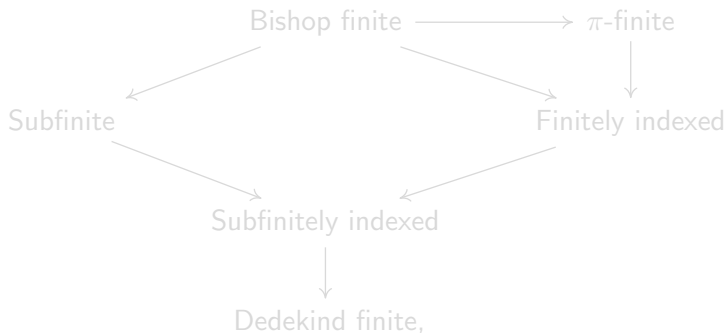 Bishop finite π-finite
Subfinite Finitely indexed
Subfinitely indexed
Dedekind finite,